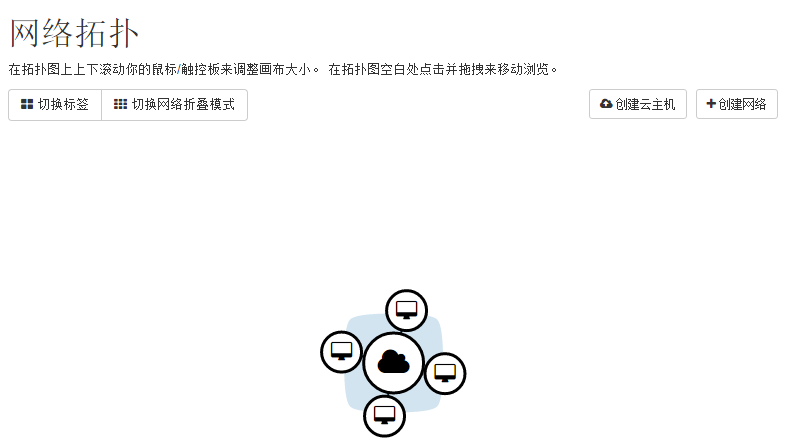 网络拓扑
在拓扑图上上下滚动你的鼠标/触控板来调整画布大小。 在拓扑图空白处点击并拖拽来移动浏览。
切换标签 切换网络折叠模式 创建云主机 创建网络